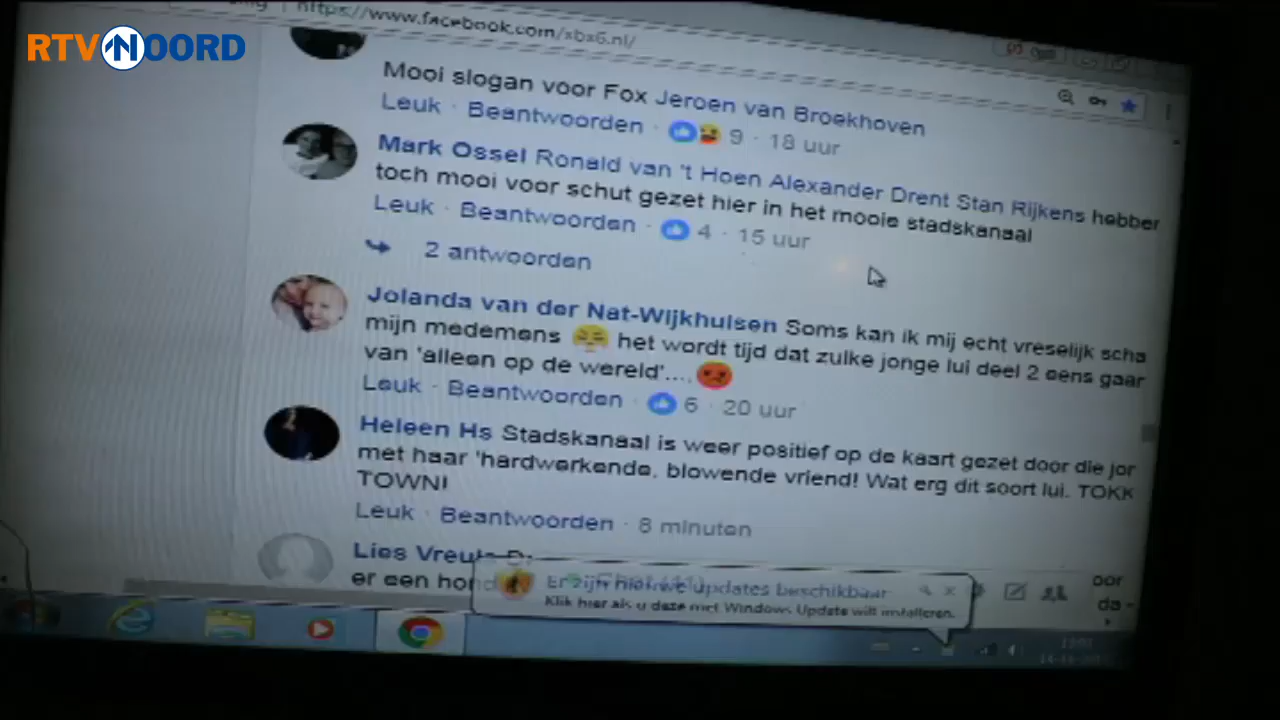 RTV NOORD
https://www.facebook.com/sbs6.nl/
Mooi slogan voor Fox Jeroen van Broekhoven
Leuk · Beantwoorden · 9 · 18 uur
Mark Ossel Ronald van 't Hoen Alexander Drent Stan Rijkens hebber
toch mooi voor schut gezet hier in het mooie stadskanaal
Leuk · Beantwoorden · 4 · 15 uur
2 antwoorden
Jolanda van der Nat-Wijkhuisen Soms kan ik mij echt vreselijk scha
mijn medemens het wordt tijd dat zulke jonge lui deel 2 eens gaar
van 'alleen op de wereld'....
Leuk · Beantwoorden · 6 · 20 uur
Heleen Hs Stadskanaal is weer positief op de kaart gezet door die jor
met haar 'hardwerkende, blowende vriend! Wat erg dit soort lui. TOKK
TOWN!
Leuk · Beantwoorden · 8 minuten
Lies
er een hond
Er zijn nieuwe updates beschikbaar
Klik hier als u deze met Windows Update wilt installeren.
oor
da